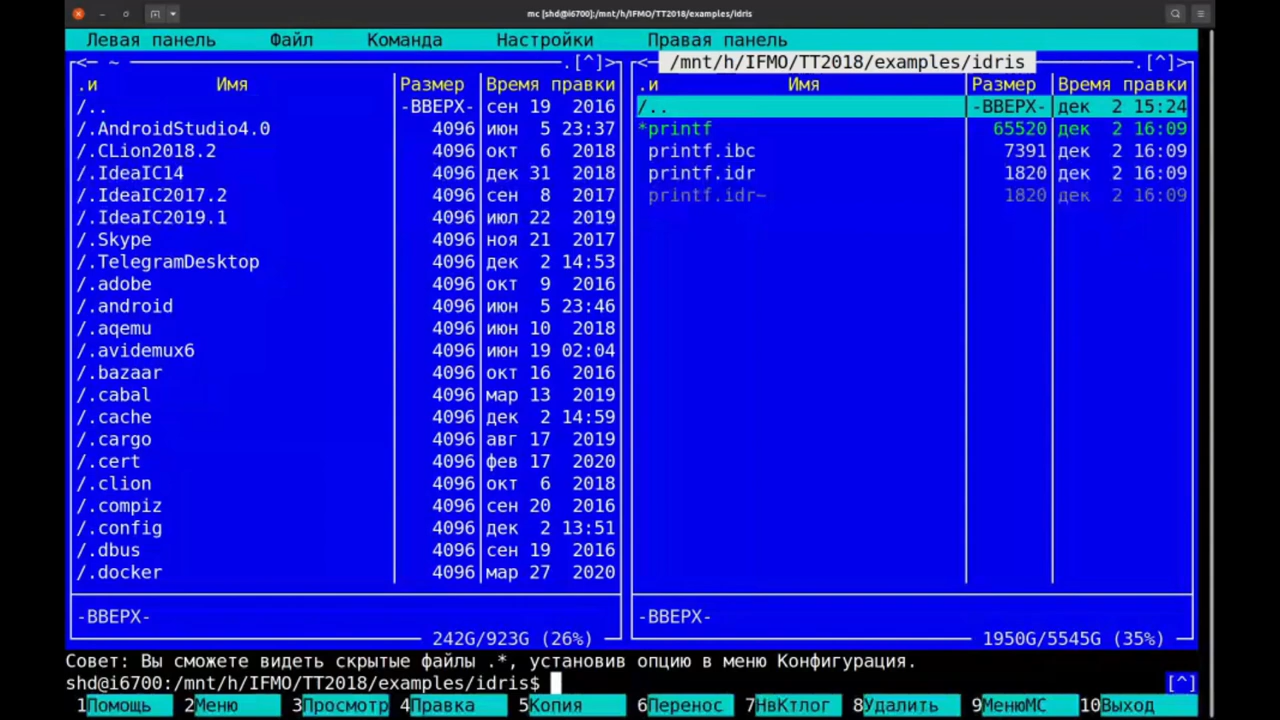 mc [shd@i6700]:/mnt/h/IFMO/TT2018/examples/idris
Левая панель Файл Команда Настройки Правая панель
<─ ~ .[^]>
.и Имя Размер Время правки
/.. -ВВЕРХ- сен 19 2016
/.AndroidStudio4.0 4096 июн 5 23:37
/.CLion2018.2 4096 окт 6 2018
/.IdeaIC14 4096 дек 31 2018
/.IdeaIC2017.2 4096 сен 8 2017
/.IdeaIC2019.1 4096 июл 22 2019
/.Skype 4096 ноя 21 2017
/.TelegramDesktop 4096 дек 2 14:53
/.adobe 4096 окт 9 2016
/.android 4096 июн 5 23:46
/.aqemu 4096 июн 10 2018
/.avidemux6 4096 июн 19 02:04
/.bazaar 4096 окт 16 2016
/.cabal 4096 мар 13 2019
/.cache 4096 дек 2 14:59
/.cargo 4096 авг 17 2019
/.cert 4096 фев 17 2020
/.clion 4096 окт 6 2018
/.compiz 4096 сен 20 2016
/.config 4096 дек 2 13:51
/.dbus 4096 сен 19 2016
/.docker 4096 мар 27 2020
-ВВЕРХ-
242G/923G (26%)
<─ /mnt/h/IFMO/TT2018/examples/idris .[^]>
.и Имя Размер Время правки
/.. -ВВЕРХ- дек 2 15:24
*printf 65520 дек 2 16:09
printf.ibc 7391 дек 2 16:09
printf.idr 1820 дек 2 16:09
printf.idr~ 1820 дек 2 16:09
-ВВЕРХ-
1950G/5545G (35%)
Совет: Вы сможете видеть скрытые файлы .*, установив опцию в меню Конфигурация.
shd@i6700:/mnt/h/IFMO/TT2018/examples/idris$ [^]
1Помощь 2Меню 3Просмотр 4Правка 5Копия 6Перенос 7НвКтлог 8Удалить 9МенюMC 10Выход